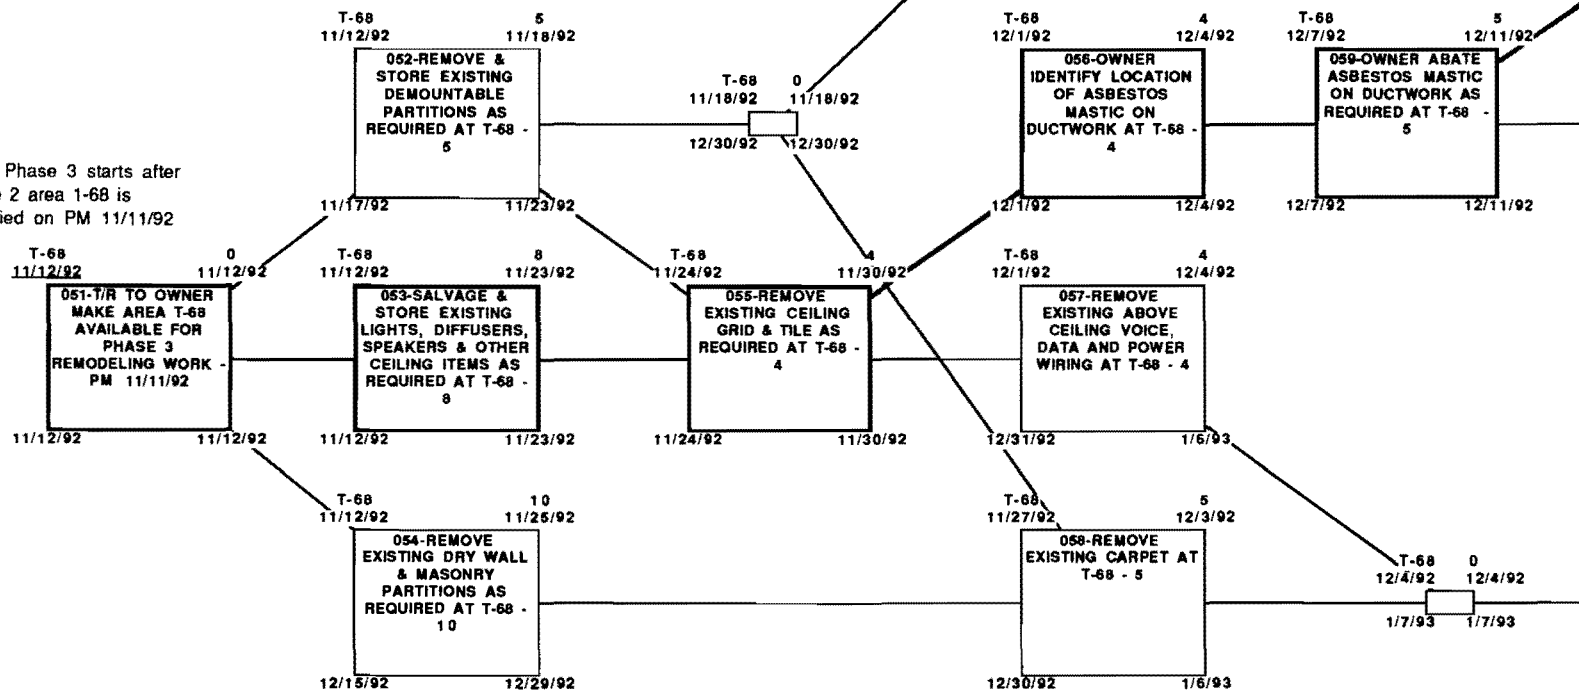 T-68 5
11/12/92 11/18/92
052-REMOVE &
STORE EXISTING
DEMOUNTABLE
PARTITIONS AS
REQUIRED AT T-68 -
5
11/17/92 11/23/92
T-68 0
11/18/92 11/18/92
12/30/92 12/30/92
T-68 4
12/1/92 12/4/92
056-OWNER
IDENTIFY LOCATION
OF ASBESTOS
MASTIC ON
DUCTWORK AT T-68 -
4
12/1/92 12/4/92
T-68 5
12/7/92 12/11/92
059-OWNER ABATE
ASBESTOS MASTIC
ON DUCTWORK AS
REQUIRED AT T-68 -
5
12/7/92 12/11/92
Phase 3 starts after
e 2 area 1-68 is
ied on PM 11/11/92
T-68 0
11/12/92 11/12/92
051-T/R TO OWNER
MAKE AREA T-68
AVAILABLE FOR
PHASE 3
REMODELING WORK -
PM 11/11/92
11/12/92 11/12/92
T-68 8
11/12/92 11/23/92
053-SALVAGE &
STORE EXISTING
LIGHTS, DIFFUSERS,
SPEAKERS & OTHER
CEILING ITEMS AS
REQUIRED AT T-68 -
8
11/12/92 11/23/92
T-68 4
11/24/92 11/30/92
055-REMOVE
EXISTING CEILING
GRID & TILE AS
REQUIRED AT T-68 -
4
11/24/92 11/30/92
T-68 4
12/1/92 12/4/92
057-REMOVE
EXISTING ABOVE
CEILING VOICE,
DATA AND POWER
WIRING AT T-68 - 4
12/31/92 1/6/93
T-68 10
11/12/92 11/25/92
054-REMOVE
EXISTING DRY WALL
& MASONRY
PARTITIONS AS
REQUIRED AT T-68 -
10
12/15/92 12/29/92
T-68 5
11/27/92 12/3/92
058-REMOVE
EXISTING CARPET AT
T-68 - 5
12/30/92 1/6/93
T-68 0
12/4/92 12/4/92
1/7/93 1/7/93